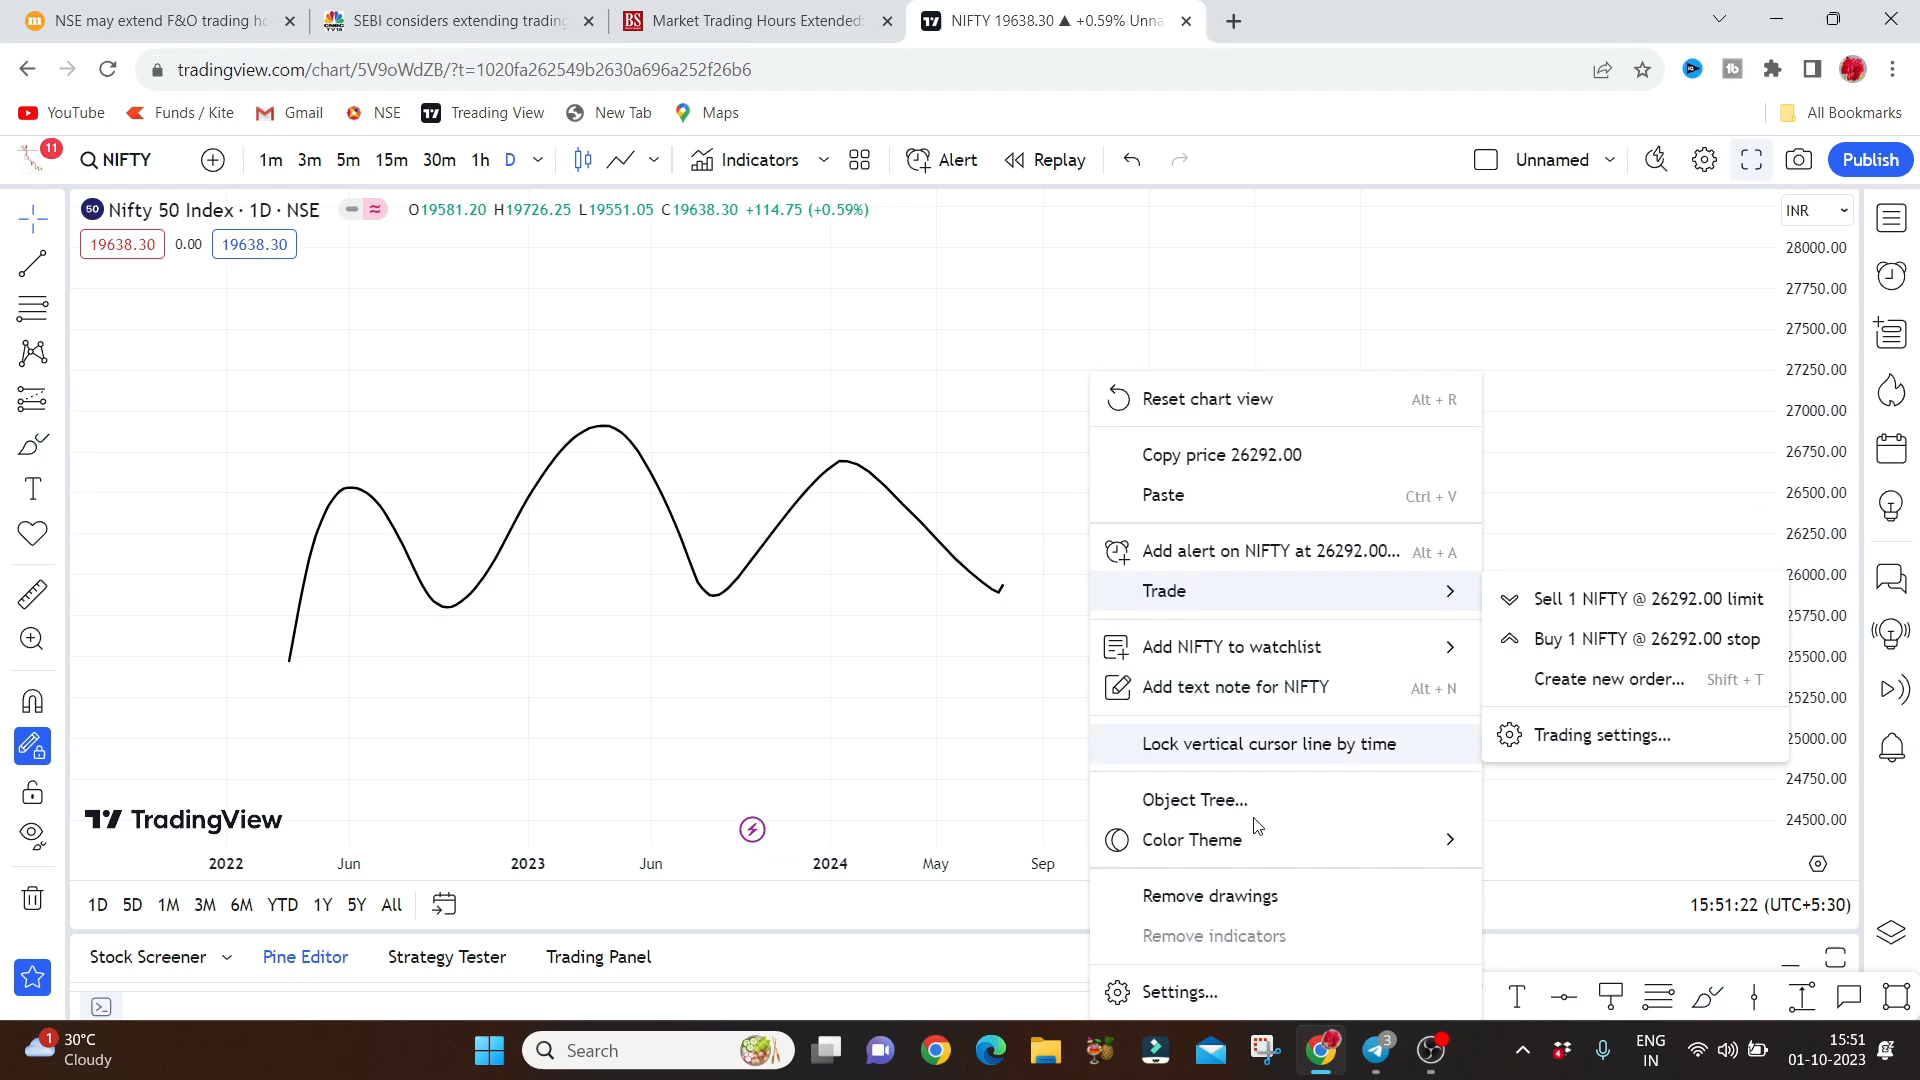 NSE may extend F&O trading ho
SEBI considers extending trading
Market Trading Hours Extended:
NIFTY 19638.30 ▲ +0.59% Unna
tradingview.com/chart/5V9oWdZB/?t=1020fa262549b2630a696a252f26b6
YouTube Funds / Kite Gmail NSE Treading View New Tab Maps All Bookmarks
11 NIFTY 1m 3m 5m 15m 30m 1h D Indicators Alert Replay Unnamed Publish
50 Nifty 50 Index · 1D · NSE O19581.20 H19726.25 L19551.05 C19638.30 +114.75 (+0.59%) INR
19638.30 0.00 19638.30
28000.00
27750.00
27500.00
27250.00
27000.00
26750.00
26500.00
26250.00
26000.00
25750.00
25500.00
25250.00
25000.00
24750.00
24500.00
Reset chart view Alt + R
Copy price 26292.00
Paste Ctrl + V
Add alert on NIFTY at 26292.00... Alt + A
Trade
Sell 1 NIFTY @ 26292.00 limit
Buy 1 NIFTY @ 26292.00 stop
Create new order... Shift + T
Trading settings...
Add NIFTY to watchlist
Add text note for NIFTY Alt + N
Lock vertical cursor line by time
Object Tree...
Color Theme
Remove drawings
Remove indicators
Settings...
TradingView
2022 Jun 2023 Jun 2024 May Sep
1D 5D 1M 3M 6M YTD 1Y 5Y All 15:51:22 (UTC+5:30)
Stock Screener Pine Editor Strategy Tester Trading Panel
1 30°C
Cloudy
Search
3
ENG
IN
15:51
01-10-2023